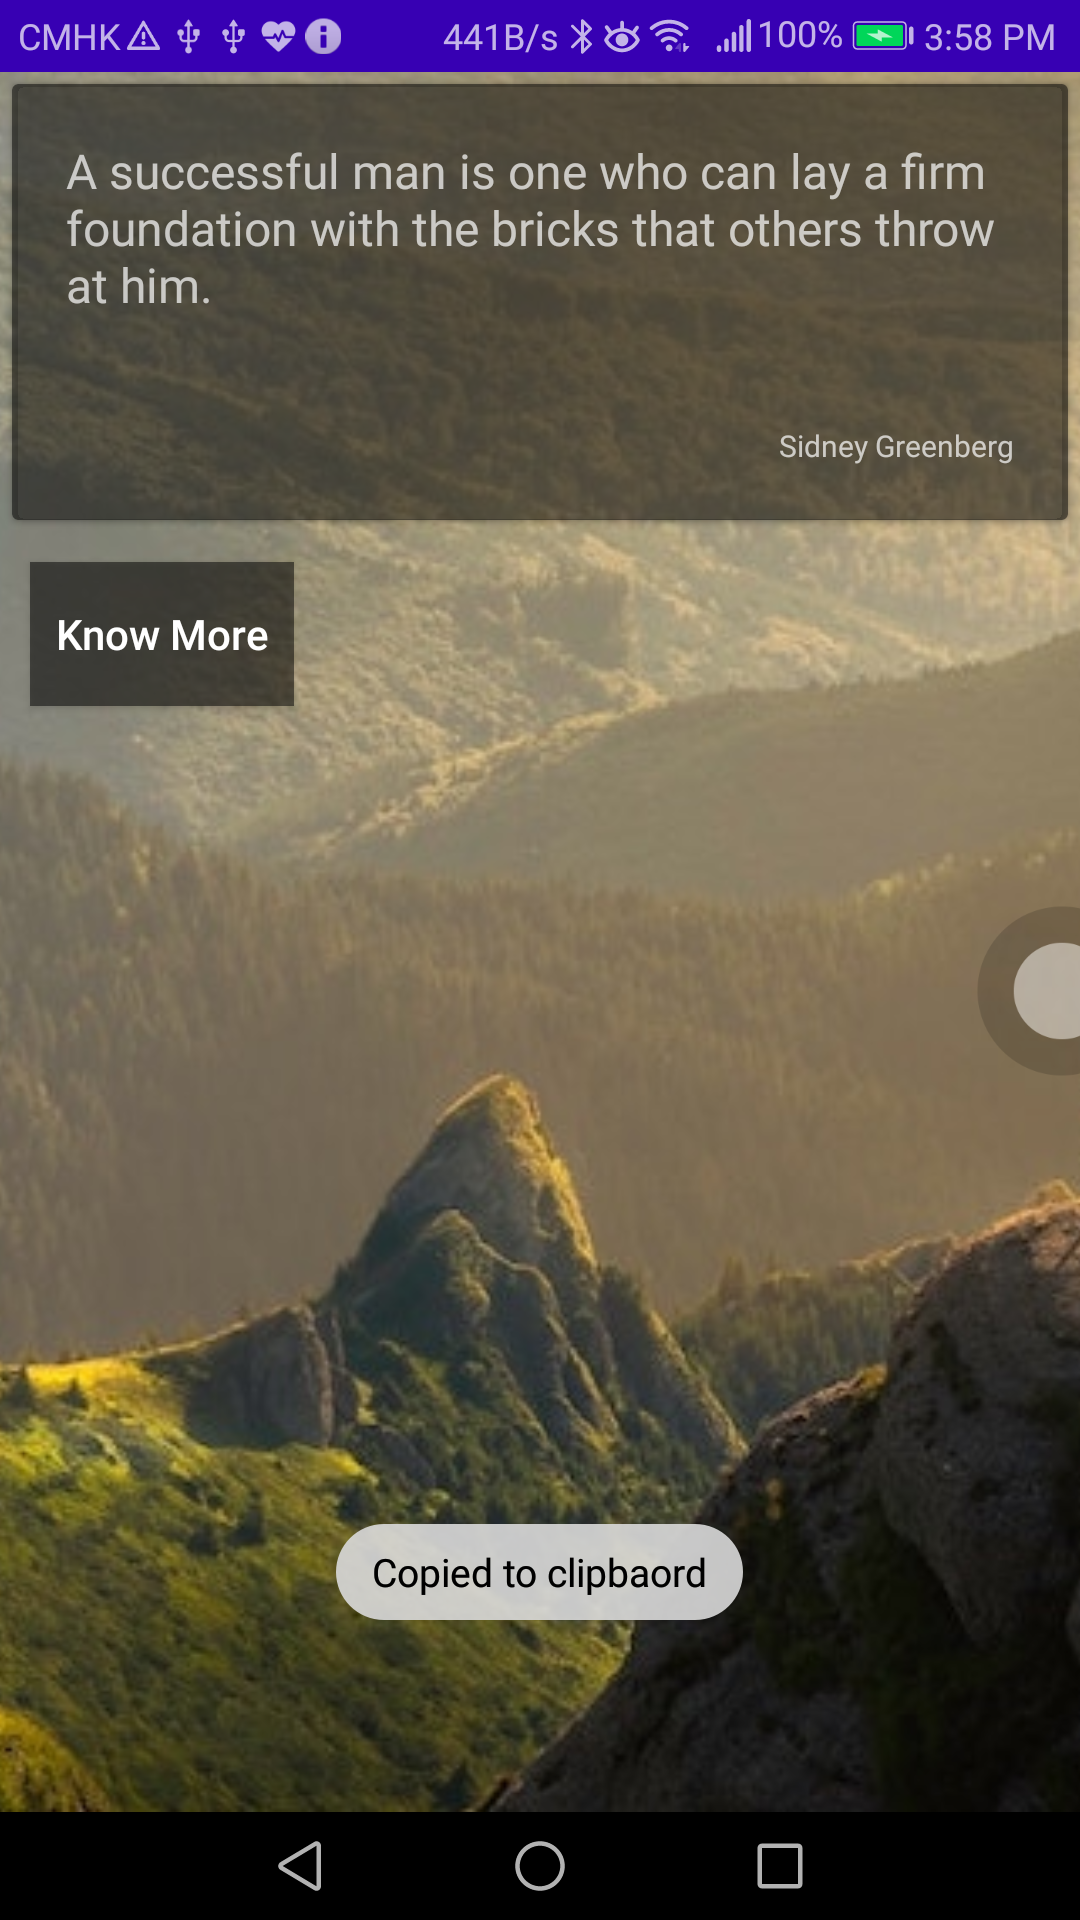 CMHK 441B/s 100% 3:58 PM
A successful man is one who can lay a firm
foundation with the bricks that others throw
at him.
Sidney Greenberg
Know More
Copied to clipbaord